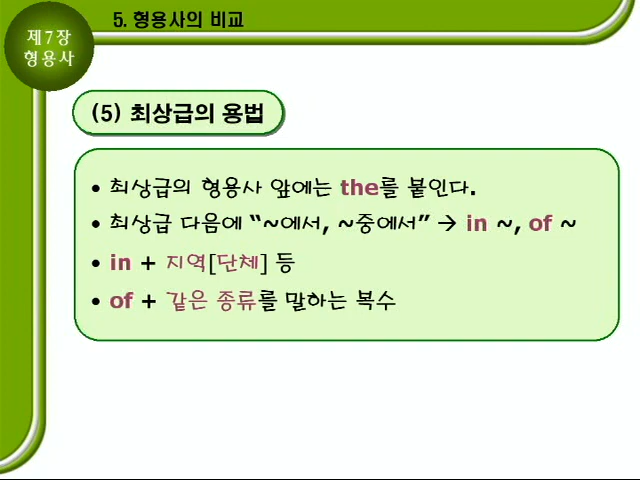 제7장
형용사
5. 형용사의 비교
(5) 최상급의 용법
• 최상급의 형용사 앞에는 the를 붙인다.
• 최상급 다음에 “~에서, ~중에서” → in ~, of ~
• in + 지역[단체] 등
• of + 같은 종류를 말하는 복수